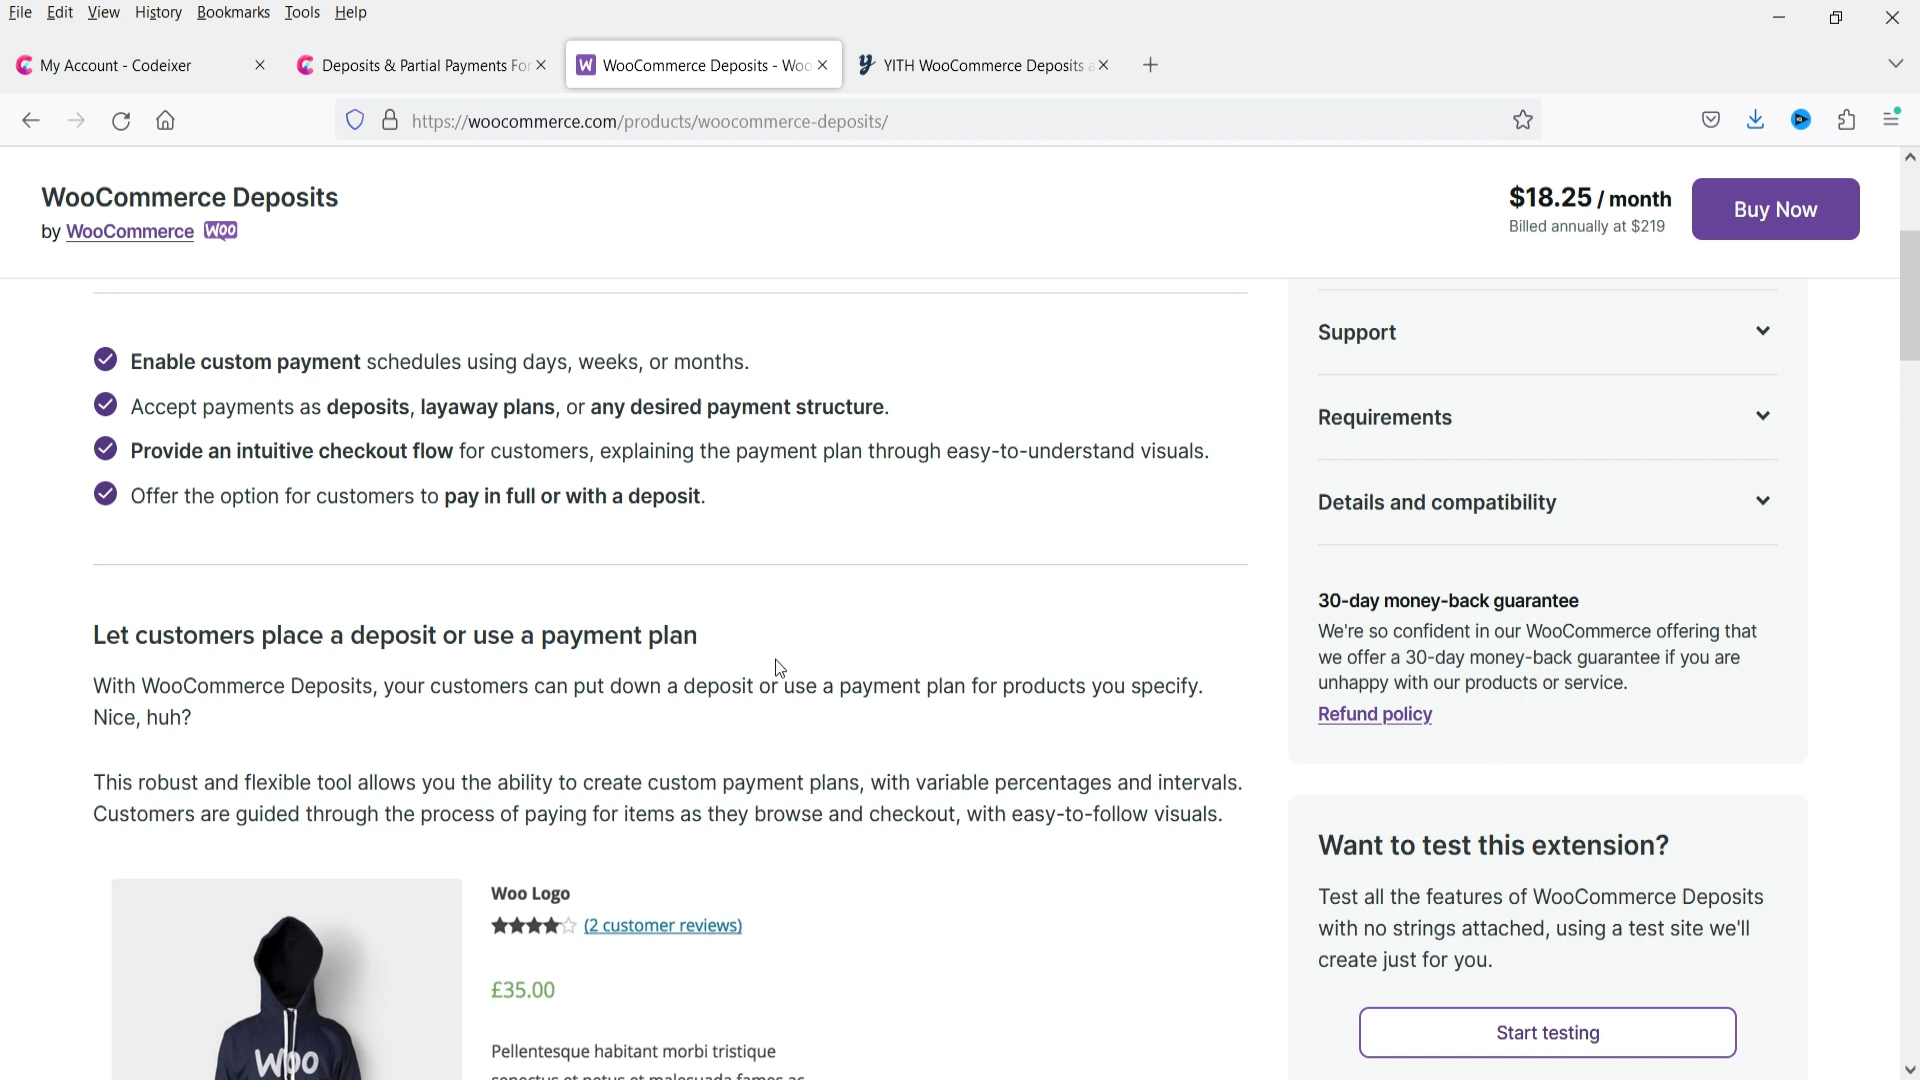 File Edit View History Bookmarks Tools Help
My Account - Codeixer
Deposits & Partial Payments For
WooCommerce Deposits - Woo
YITH WooCommerce Deposits a
https://woocommerce.com/products/woocommerce-deposits/
WooCommerce Deposits
by WooCommerce WOO
$18.25 / month
Billed annually at $219
Buy Now
Enable custom payment schedules using days, weeks, or months.
Accept payments as deposits, layaway plans, or any desired payment structure.
Provide an intuitive checkout flow for customers, explaining the payment plan through easy-to-understand visuals.
Offer the option for customers to pay in full or with a deposit.
Let customers place a deposit or use a payment plan
With WooCommerce Deposits, your customers can put down a deposit or use a payment plan for products you specify.
Nice, huh?
This robust and flexible tool allows you the ability to create custom payment plans, with variable percentages and intervals.
Customers are guided through the process of paying for items as they browse and checkout, with easy-to-follow visuals.
Woo
Woo Logo
(2 customer reviews)
£35.00
Pellentesque habitant morbi tristique
senectus et netus et malesuada fames ac
Support
Requirements
Details and compatibility
30-day money-back guarantee
We're so confident in our WooCommerce offering that
we offer a 30-day money-back guarantee if you are
unhappy with our products or service.
Refund policy
Want to test this extension?
Test all the features of WooCommerce Deposits
with no strings attached, using a test site we'll
create just for you.
Start testing